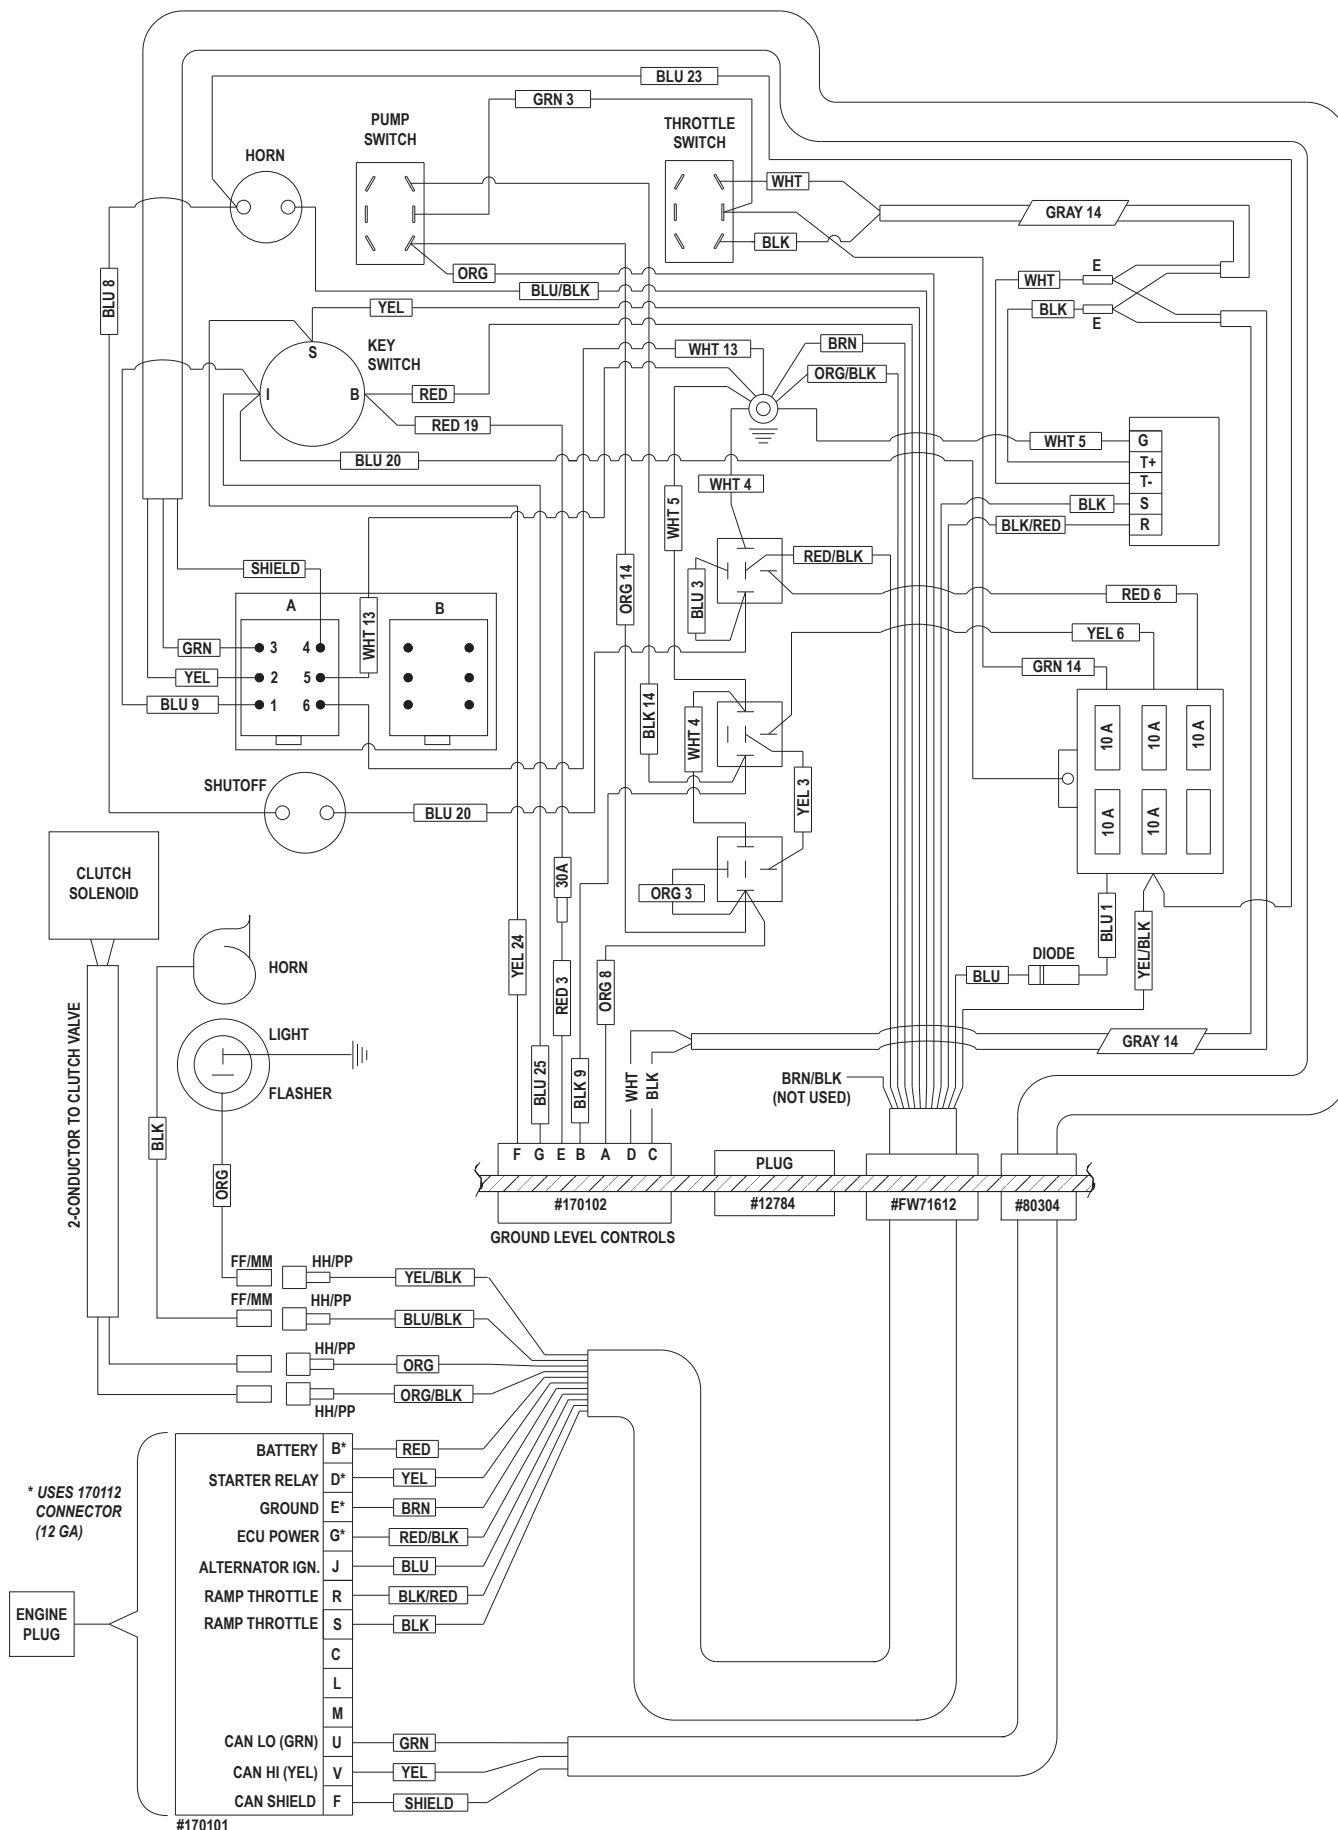 BLU 23
GRN 3
PUMP
SWITCH
THROTTLE
SWITCH
HORN
WHT
GRAY 14
BLK
ORG
E
WHT
BLU 8
BLU/BLK
YEL
BLK
E
S
KEY
SWITCH
WHT 13
BRN
ORG/BLK
I
B
RED
RED 19
WHT 5
G
BLU 20
T+
WHT 4
T-
WHT 5
BLK
S
BLK/RED
R
RED/BLK
SHIELD
ORG 14
BLU 3
RED 6
A
B
WHT 13
YEL 6
GRN
3
4
GRN 14
YEL
2
5
BLU 9
1
6
BLK 14
WHT 4
10 A
10 A
10 A
SHUTOFF
YEL 3
BLU 20
10 A
10 A
CLUTCH
SOLENOID
30A
ORG 3
BLU 1
YEL/BLK
YEL 24
DIODE
HORN
BLU
RED 3
ORG 8
2-CONDUCTOR TO CLUTCH VALVE
LIGHT
GRAY 14
FLASHER
BLU 25
BLK 9
WHT
BLK
BRN/BLK
(NOT USED)
BLK
F
G
E
B
A
D
C
PLUG
ORG
#170102
#12784
#FW71612
#80304
GROUND LEVEL CONTROLS
FF/MM
HH/PP
YEL/BLK
FF/MM
HH/PP
BLU/BLK
HH/PP
ORG
ORG/BLK
HH/PP
BATTERY
B*
RED
STARTER RELAY
D*
YEL
* USES 170112
CONNECTOR
(12 GA)
GROUND
E*
BRN
ECU POWER
G*
RED/BLK
ALTERNATOR IGN.
J
BLU
RAMP THROTTLE
R
BLK/RED
ENGINE
PLUG
RAMP THROTTLE
S
BLK
C
L
M
CAN LO (GRN)
U
GRN
CAN HI (YEL)
V
YEL
CAN SHIELD
F
SHIELD
#170101